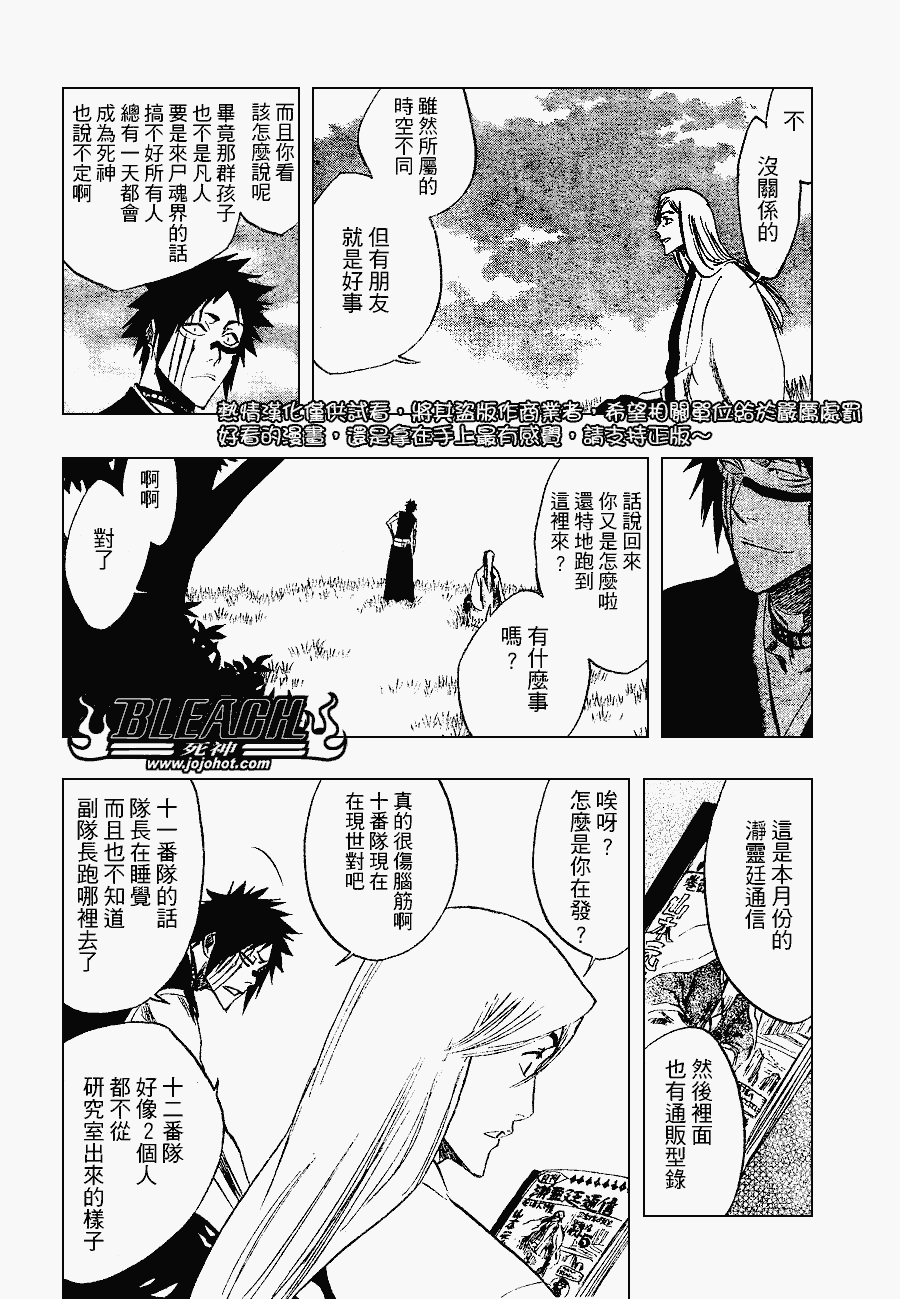 不
沒關係的
雖然所屬的
時空不同
但有朋友
就是好事
而且你看
該怎麼說呢
畢竟那群孩子
也不是凡人
要是來尸魂界的話
搞不好所有人
總有一天都會
成為死神
也說不定啊
熱情漢化僅供試看，將其盜版作商業者，希望相關單位給於嚴厲處罰
好看的漫畫，還是拿在手上最有感覺，請支持正版～
話說回來
你又是怎麼啦
還特地跑到
這裡來？
有什麼事
嗎？
啊啊
對了
BLEACH
死神
www.jojohot.com
這是本月份的
瀞靈廷通信
然後裡面
也有通販型錄
唉呀？
怎麼是你在發？
真的很傷腦筋啊
十番隊現在
在現世對吧
十一番隊的話
隊長在睡覺
而且也不知道
副隊長跑哪裡去了
十二番隊
好像2個人
都不從
研究室出來的樣子
瀞靈廷通信